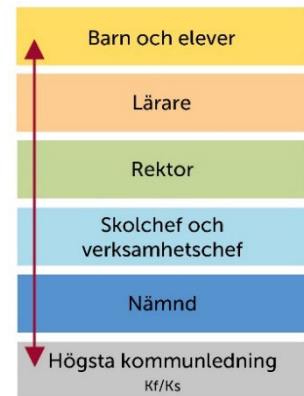 Barn och elever
Lärare
Rektor
Skolchef och
verksamhetschef
Nämnd
Högsta kommunledning
Kf/Ks